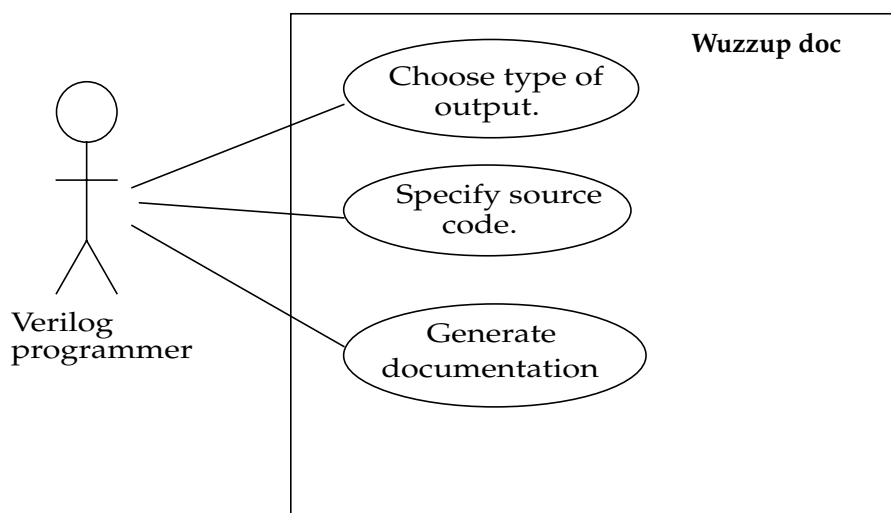 Wuzzup doc
Choose type of
output.
Specify source
code.
Generate
documentation
Verilog
programmer